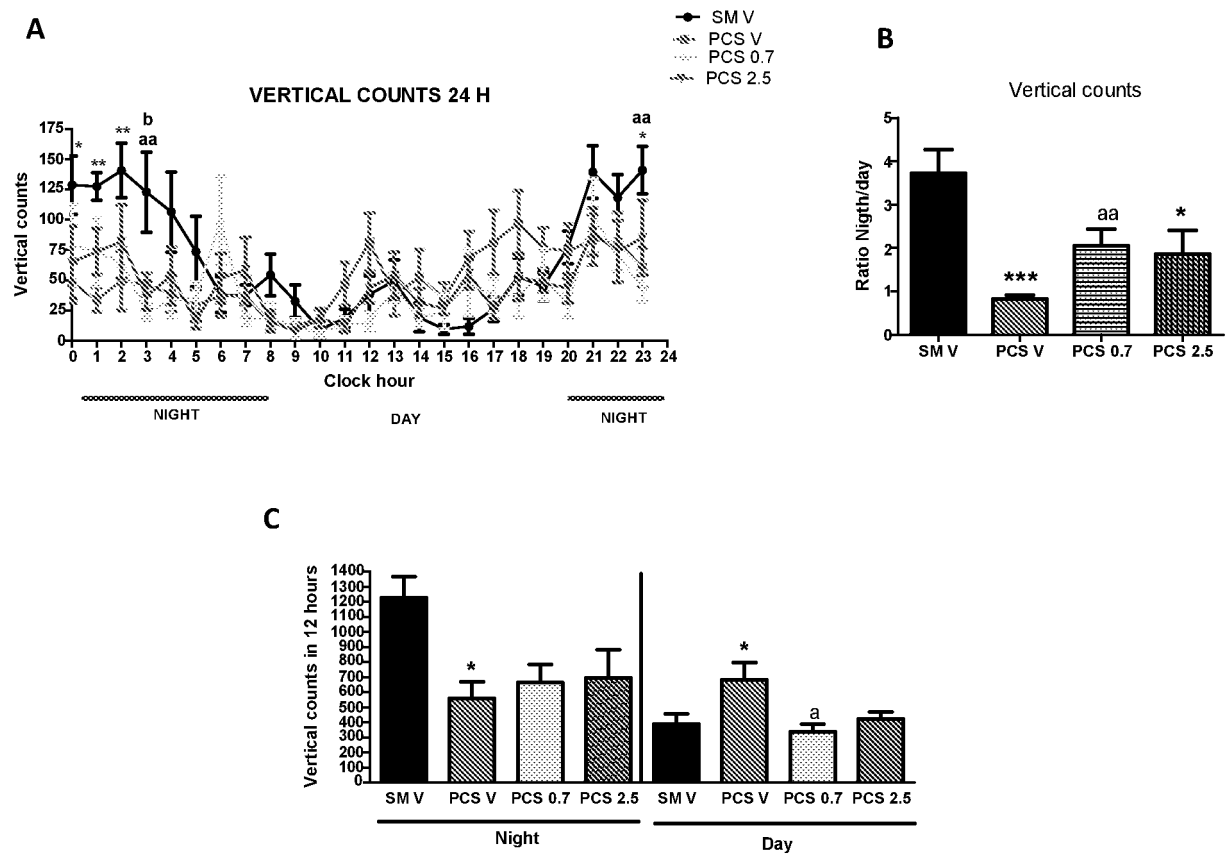 A
SM V
PCS V
PCS 0.7
PCS 2.5
VERTICAL COUNTS 24 H
Vertical counts
175
150
125
100
75
50
25
0
* ** ** b aa aa *
0 1 2 3 4 5 6 7 8 9 10 11 12 13 14 15 16 17 18 19 20 21 22 23 24
Clock hour
NIGHT DAY NIGHT
B
Vertical counts
Ratio Nigth/day
5
4
3
2
1
0
*** aa *
SM V PCS V PCS 0.7 PCS 2.5
C
Vertical counts in 12 hours
1400
1300
1200
1100
1000
900
800
700
600
500
400
300
200
100
0
* * a
SM V PCS V PCS 0.7 PCS 2.5 SM V PCS V PCS 0.7 PCS 2.5
Night Day